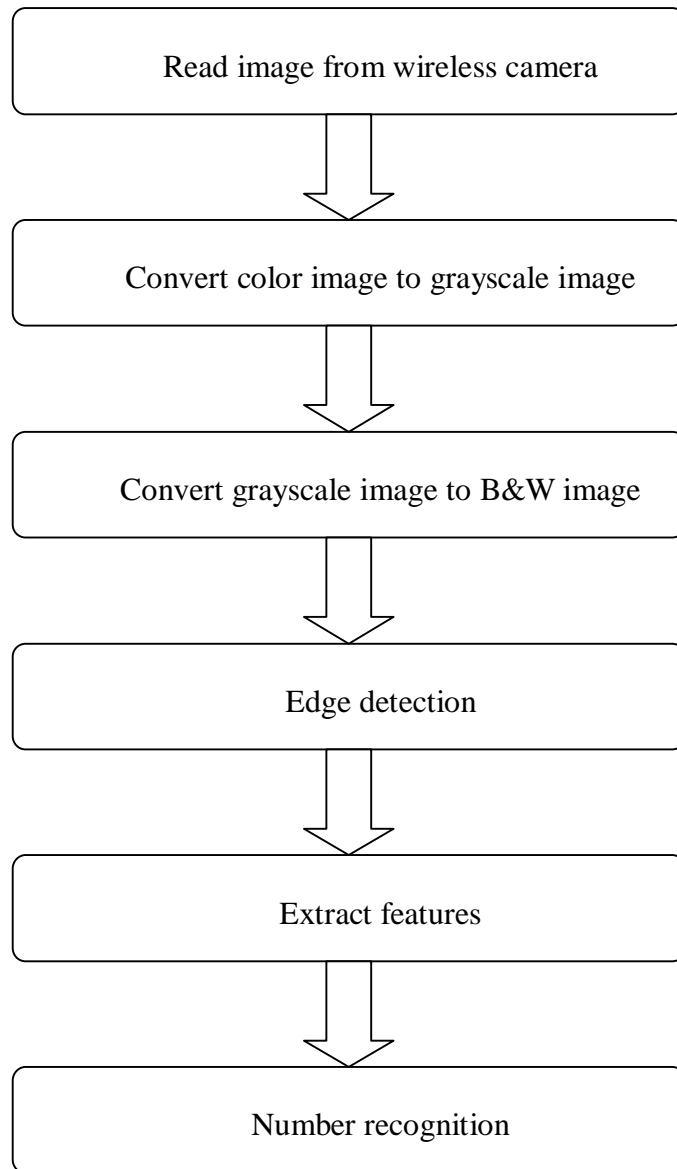 Read image from wireless camera
Convert color image to grayscale image
Convert grayscale image to B&W image
Edge detection
Extract features
Number recognition